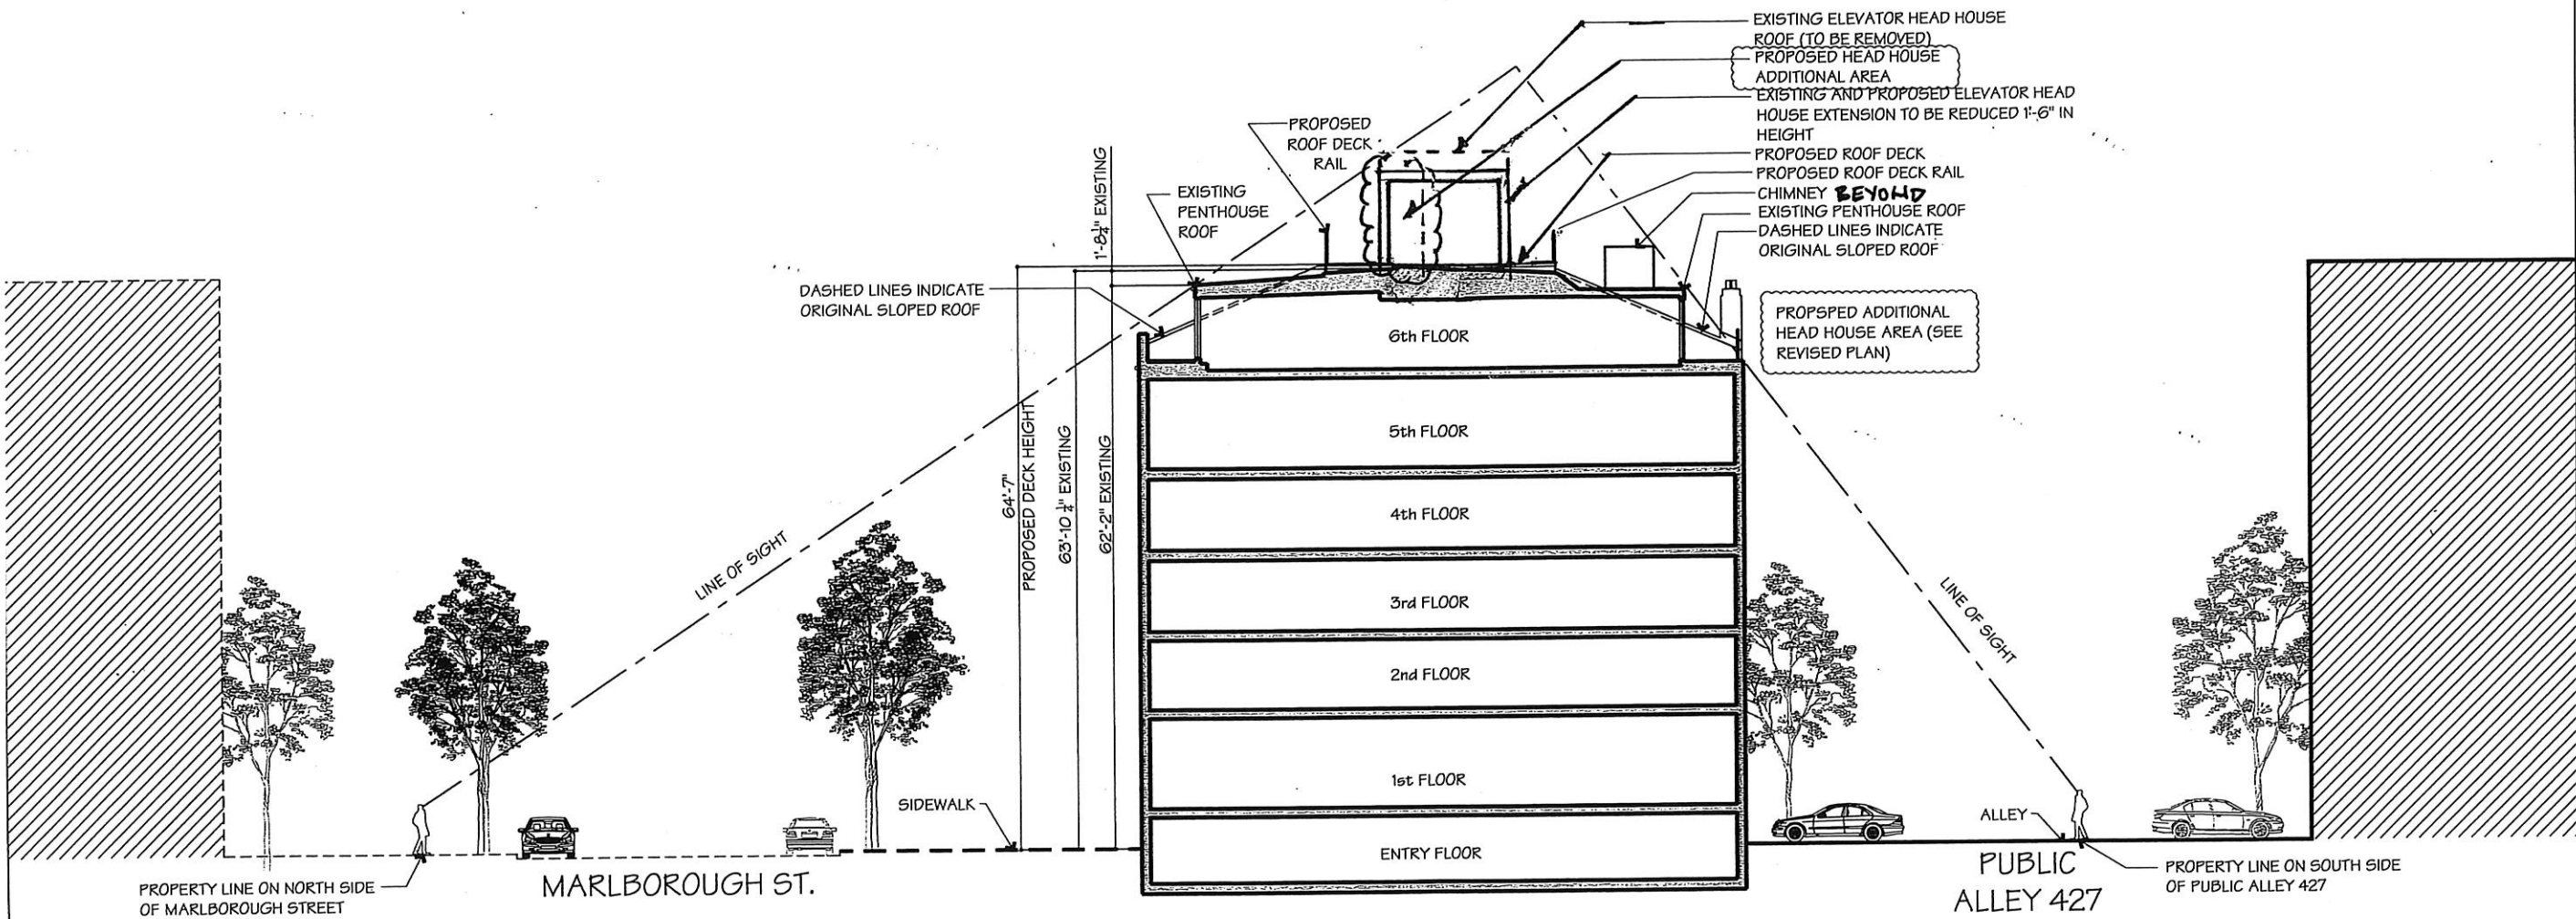 EXISTING ELEVATOR HEAD HOUSE
ROOF (TO BE REMOVED)
PROPOSED HEAD HOUSE
ADDITIONAL AREA
EXISTING AND PROPOSED ELEVATOR HEAD
HOUSE EXTENSION TO BE REDUCED 1'-6" IN
HEIGHT
PROPOSED ROOF DECK
PROPOSED ROOF DECK RAIL
CHIMNEY BEYOND
EXISTING PENTHOUSE ROOF
DASHED LINES INDICATE
ORIGINAL SLOPED ROOF
PROPOSED
ROOF DECK
RAIL
EXISTING
PENTHOUSE
ROOF
1'-8¼" EXISTING
DASHED LINES INDICATE
ORIGINAL SLOPED ROOF
PROPSPED ADDITIONAL
HEAD HOUSE AREA (SEE
REVISED PLAN)
64'-7"
PROPOSED DECK HEIGHT
63'-10¼" EXISTING
62'-2" EXISTING
LINE OF SIGHT
LINE OF SIGHT
6th FLOOR
5th FLOOR
4th FLOOR
3rd FLOOR
2nd FLOOR
1st FLOOR
ENTRY FLOOR
SIDEWALK
ALLEY
PROPERTY LINE ON NORTH SIDE
OF MARLBOROUGH STREET
MARLBOROUGH ST.
PUBLIC
ALLEY 427
PROPERTY LINE ON SOUTH SIDE
OF PUBLIC ALLEY 427